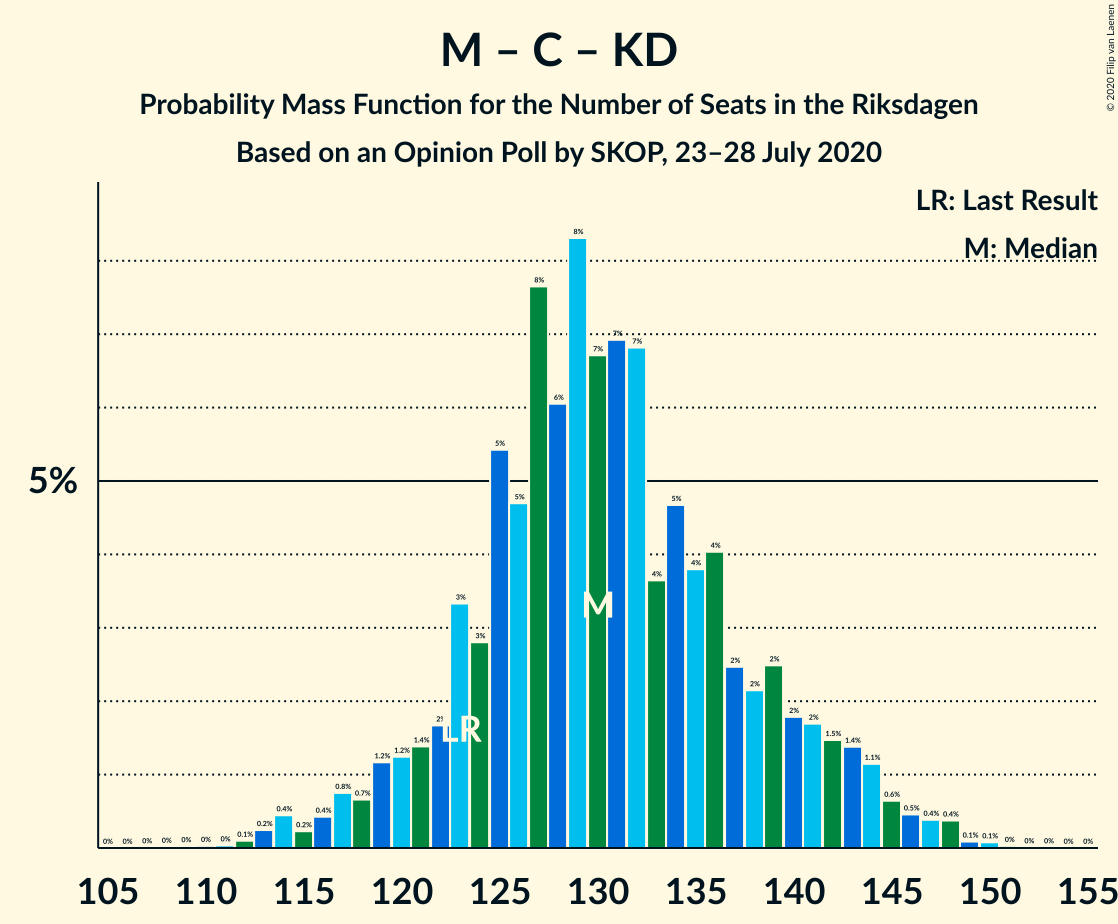 M – C – KD
Probability Mass Function for the Number of Seats in the Riksdagen
Based on an Opinion Poll by SKOP, 23–28 July 2020
© 2020 Filip van Laenen
LR: Last Result
M: Median
5%
0% 0% 0% 0% 0% 0% 0% 0.1% 0.2% 0.4% 0.2% 0.4% 0.8% 0.7% 1.2% 1.2% 1.4% 2% 3% 3% 5% 5% 8% 6% 8% 7% 7% 7% 4% 5% 4% 4% 2% 2% 2% 2% 2% 1.5% 1.4% 1.1% 0.6% 0.5% 0.4% 0.4% 0.1% 0.1% 0% 0% 0% 0% 0%
M
LR
105 110 115 120 125 130 135 140 145 150 155